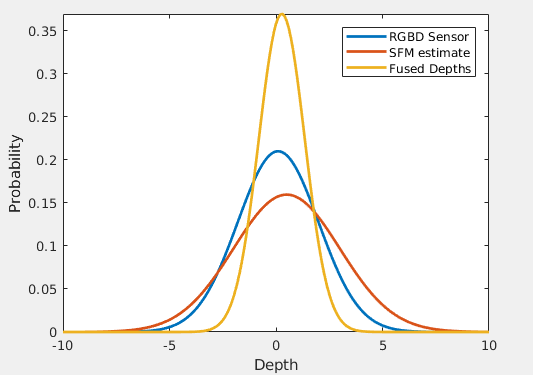 RGBD Sensor
SFM estimate
Fused Depths
0.35
0.3
0.25
0.2
0.15
0.1
0.05
0
Probability
-10 -5 0 5 10
Depth